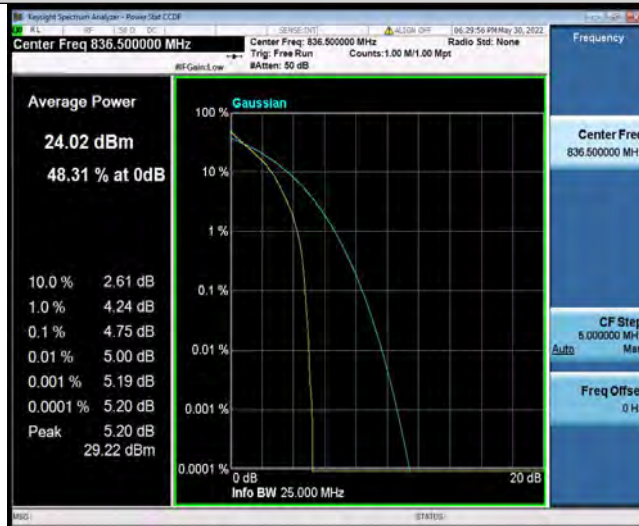 Keysight Spectrum Analyzer - Power Stat CCDF
RL RF 50 Ω DC SENSE:INT ALIGN OFF 06:29:56 PM May 30, 2022
Center Freq 836.500000 MHz
Center Freq: 836.500000 MHz Radio Std: None
Trig: Free Run Counts:1.00 M/1.00 Mpt
#IFGain:Low #Atten: 50 dB
Frequency
Average Power
24.02 dBm
48.31 % at 0dB
10.0 % 2.61 dB
1.0 % 4.24 dB
0.1 % 4.75 dB
0.01 % 5.00 dB
0.001 % 5.19 dB
0.0001 % 5.20 dB
Peak 5.20 dB
29.22 dBm
Gaussian
100 %
10 %
1 %
0.1 %
0.01 %
0.001 %
0.0001 %
0 dB 20 dB
Info BW 25.000 MHz
Center Fre
836.500000 MH
CF Step
5.000000 MH
Auto Ma
Freq Offse
0 H
MSG STATUS